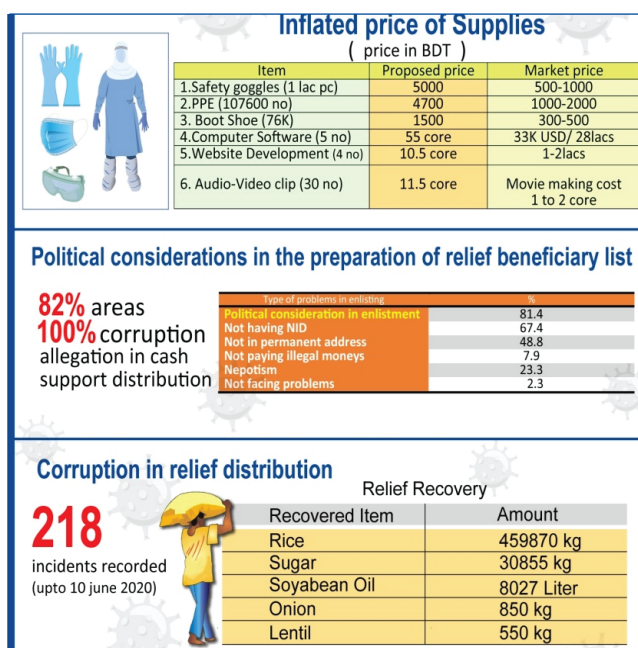 Inflated price of Supplies
( price in BDT )
Item Proposed price Market price
1.Safety goggles (1 lac pc) 5000 500-1000
2.PPE (107600 no) 4700 1000-2000
3. Boot Shoe (76K) 1500 300-500
4.Computer Software (5 no) 55 core 33K USD/ 28lacs
5.Website Development (4 no) 10.5 core 1-2lacs
6. Audio-Video clip (30 no) 11.5 core Movie making cost
1 to 2 core
Political considerations in the preparation of relief beneficiary list
82% areas
100% corruption
allegation in cash
support distribution
Type of problems in enlisting %
Political consideration in enlistment 81.4
Not having NID 67.4
Not in permanent address 48.8
Not paying illegal moneys 7.9
Nepotism 23.3
Not facing problems 2.3
Corruption in relief distribution
218
incidents recorded
(upto 10 june 2020)
Relief Recovery
Recovered Item Amount
Rice 459870 kg
Sugar 30855 kg
Soyabean Oil 8027 Liter
Onion 850 kg
Lentil 550 kg